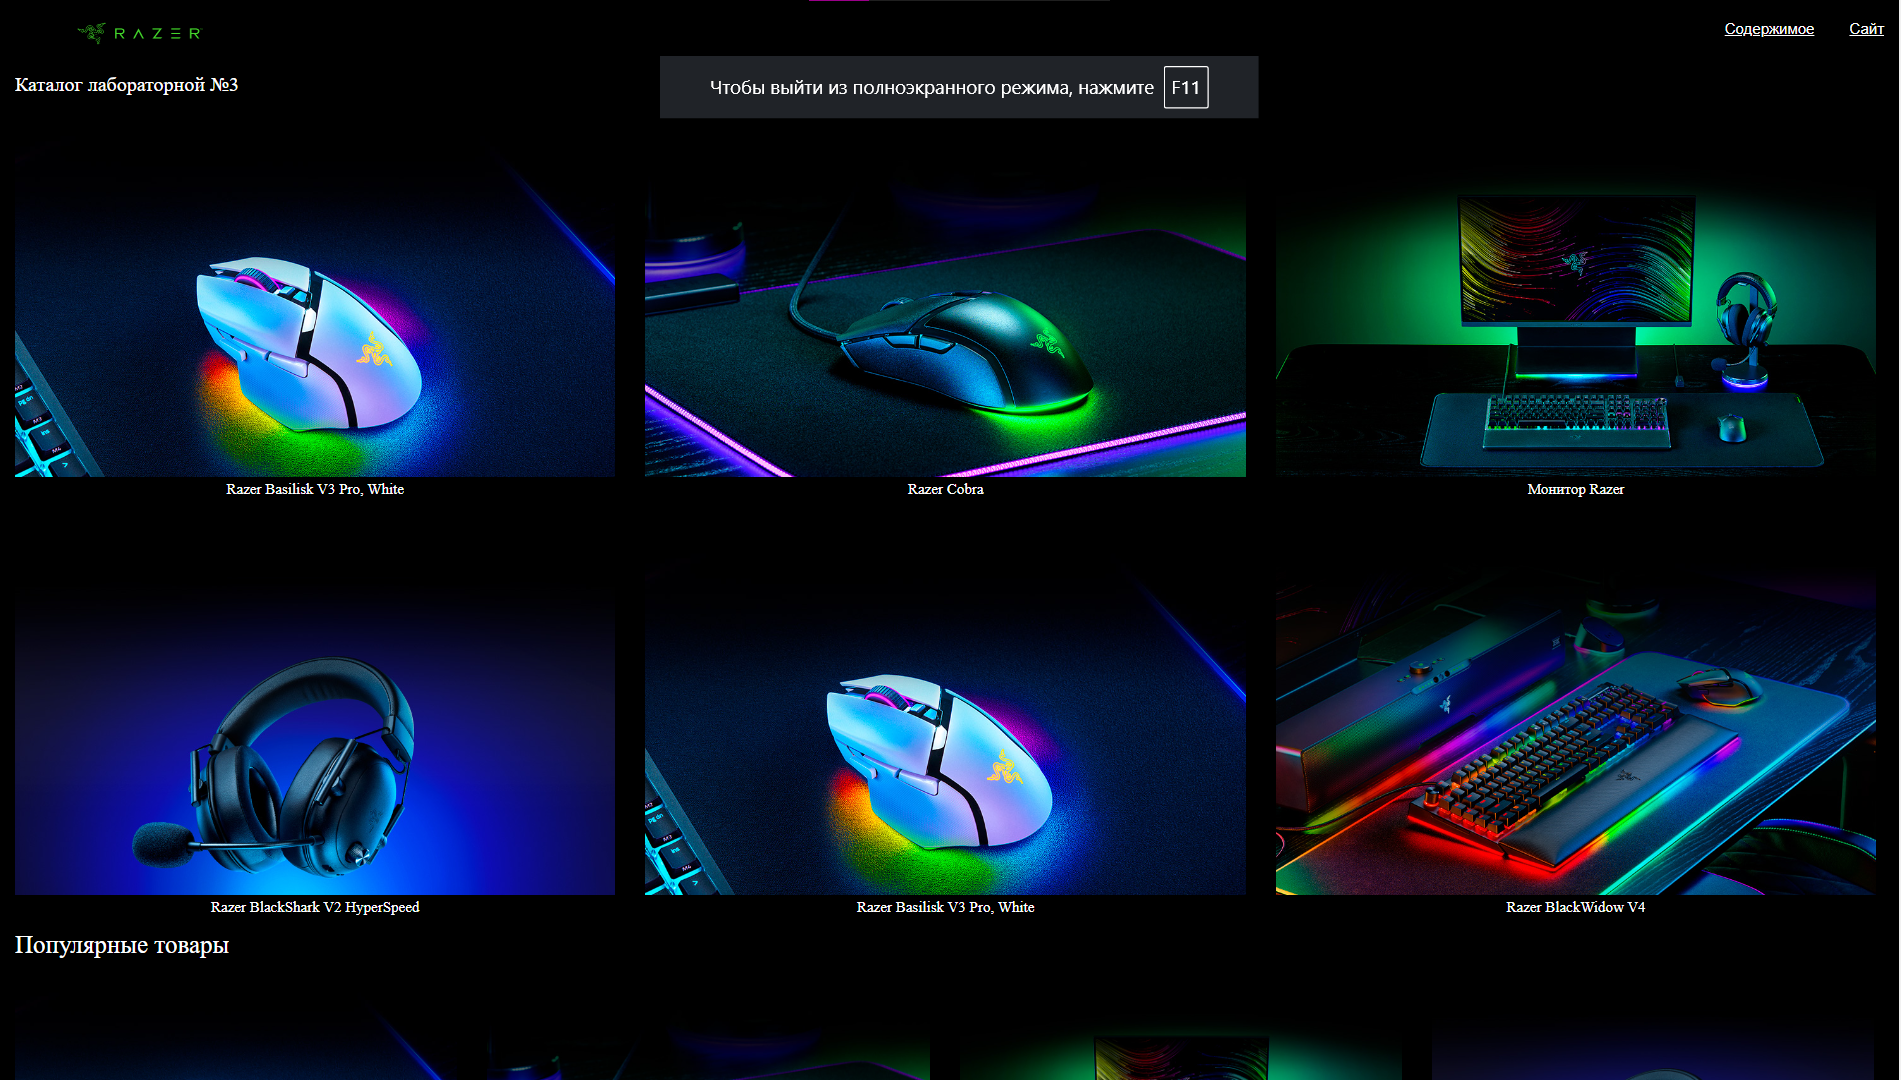 RAZER
Содержимое
Сайт
Каталог лабораторной №3
Чтобы выйти из полноэкранного режима, нажмите F11
Razer Basilisk V3 Pro, White
Razer Cobra
Монитор Razer
Razer BlackShark V2 HyperSpeed
Razer Basilisk V3 Pro, White
Razer BlackWidow V4
Популярные товары